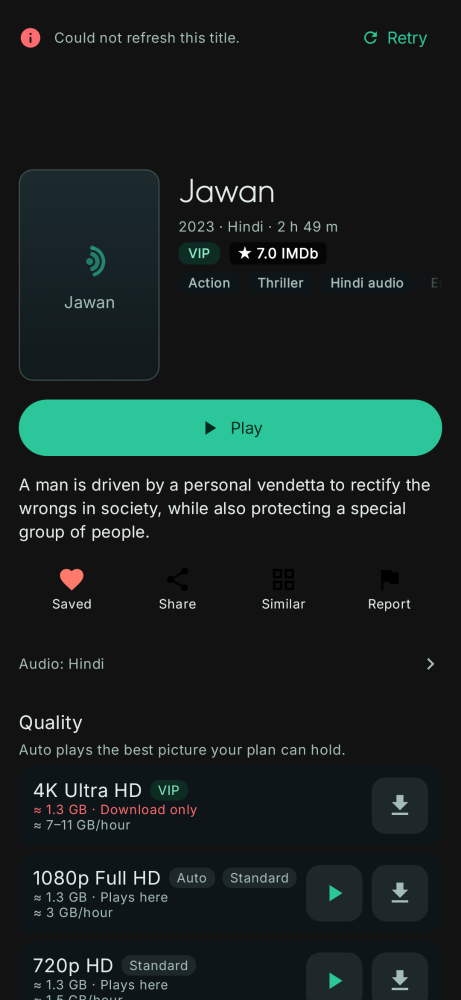 Could not refresh this title.
Retry
Jawan
Jawan
2023 · Hindi · 2 h 49 m
VIP
★ 7.0 IMDb
Action Thriller Hindi audio
Play
A man is driven by a personal vendetta to rectify the
wrongs in society, while also protecting a special
group of people.
Saved Share Similar Report
Audio: Hindi
Quality
Auto plays the best picture your plan can hold.
4K Ultra HD VIP
≈ 1.3 GB · Download only
≈ 7–11 GB/hour
1080p Full HD Auto Standard
≈ 1.3 GB · Plays here
≈ 3 GB/hour
720p HD Standard
≈ 1.3 GB · Plays here
≈ 1.5 GB/hour